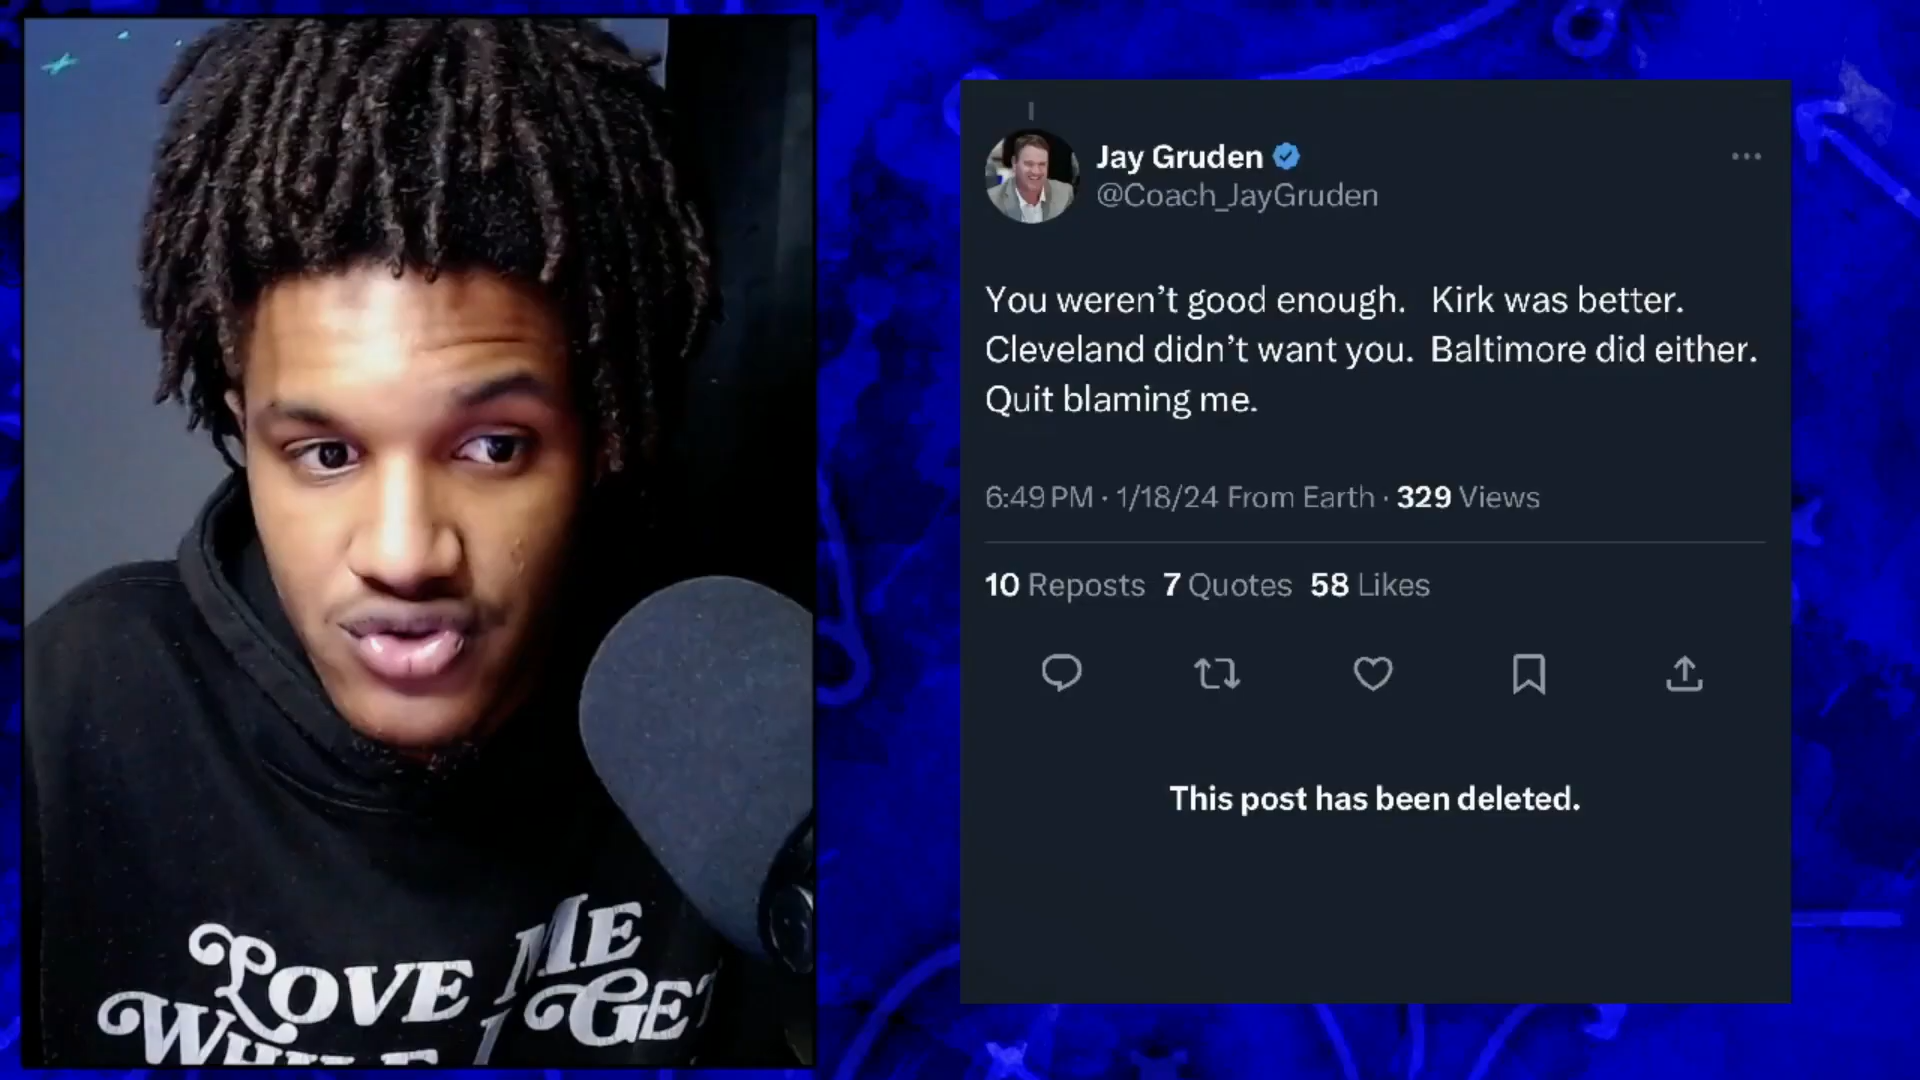 Jay Gruden
@Coach_JayGruden
You weren't good enough.   Kirk was better.
Cleveland didn't want you.  Baltimore did either.
Quit blaming me.
6:49 PM · 1/18/24 From Earth · 329 Views
10 Reposts 7 Quotes 58 Likes
This post has been deleted.
LOVE ME
WHILE I GET